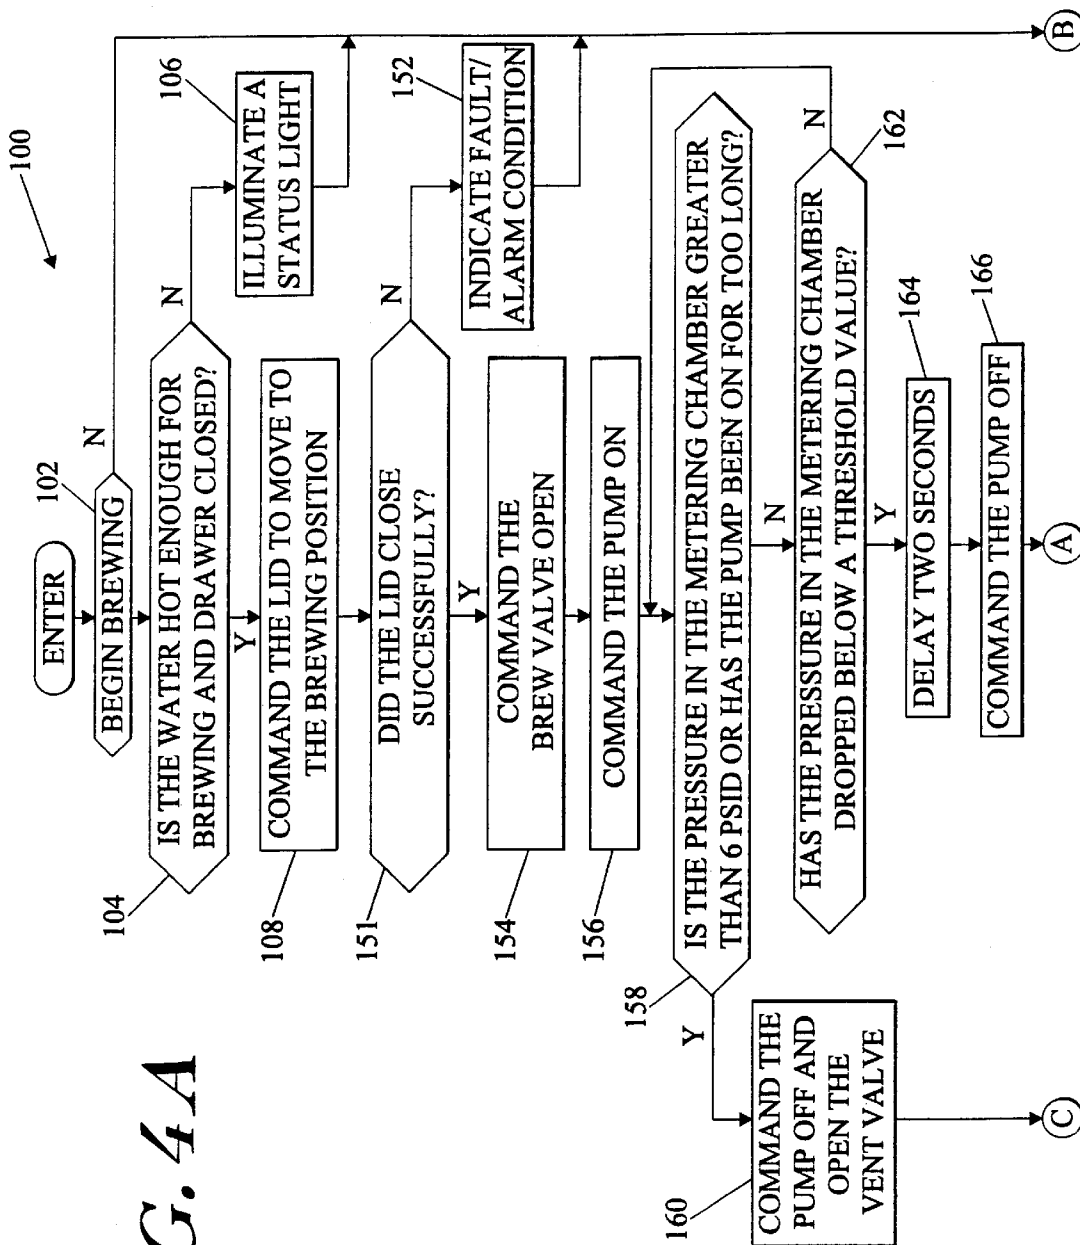 100
ENTER
102
BEGIN BREWING
N
104
IS THE WATER HOT ENOUGH FOR
BREWING AND DRAWER CLOSED?
N
106
ILLUMINATE A
STATUS LIGHT
Y
108
COMMAND THE LID TO MOVE TO
THE BREWING POSITION
151
DID THE LID CLOSE
SUCCESSFULLY?
N
152
INDICATE FAULT/
ALARM CONDITION
Y
154
COMMAND THE
BREW VALVE OPEN
156
COMMAND THE PUMP ON
158
IS THE PRESSURE IN THE METERING CHAMBER GREATER
THAN 6 PSID OR HAS THE PUMP BEEN ON FOR TOO LONG?
Y
160
COMMAND THE
PUMP OFF AND
OPEN THE
VENT VALVE
N
162
HAS THE PRESSURE IN THE METERING CHAMBER
DROPPED BELOW A THRESHOLD VALUE?
N
Y
164
DELAY TWO SECONDS
166
COMMAND THE PUMP OFF
C
A
B
G. 4A